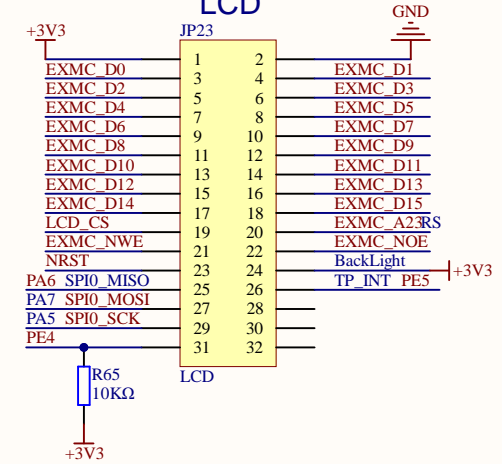 LCD
GND
+3V3
JP23
1 2
EXMC_D0 3 4 EXMC_D1
EXMC_D2 5 6 EXMC_D3
EXMC_D4 7 8 EXMC_D5
EXMC_D6 9 10 EXMC_D7
EXMC_D8 11 12 EXMC_D9
EXMC_D10 13 14 EXMC_D11
EXMC_D12 15 16 EXMC_D13
EXMC_D14 17 18 EXMC_D15
LCD_CS 19 20 EXMC_A23RS
EXMC_NWE 21 22 EXMC_NOE
NRST 23 24 BackLight +3V3
PA6 SPI0_MISO 25 26 TP_INT PE5
PA7 SPI0_MOSI 27 28
PA5 SPI0_SCK 29 30
PE4 31 32
R65 LCD
10KΩ
+3V3